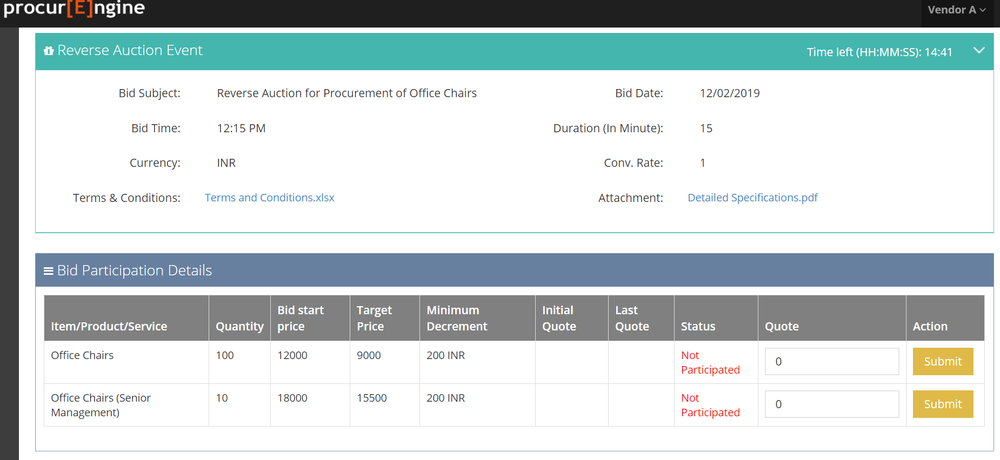 procur[E]ngine
Vendor A
Reverse Auction Event
Time left (HH:MM:SS): 14:41
Bid Subject: Reverse Auction for Procurement of Office Chairs Bid Date: 12/02/2019
Bid Time: 12:15 PM Duration (In Minute): 15
Currency: INR Conv. Rate: 1
Terms & Conditions: Terms and Conditions.xlsx Attachment: Detailed Specifications.pdf
Bid Participation Details
Item/Product/Service Quantity Bid start price Target Price Minimum Decrement Initial Quote Last Quote Status Quote Action
Office Chairs 100 12000 9000 200 INR Not Participated 0 Submit
Office Chairs (Senior Management) 10 18000 15500 200 INR Not Participated 0 Submit